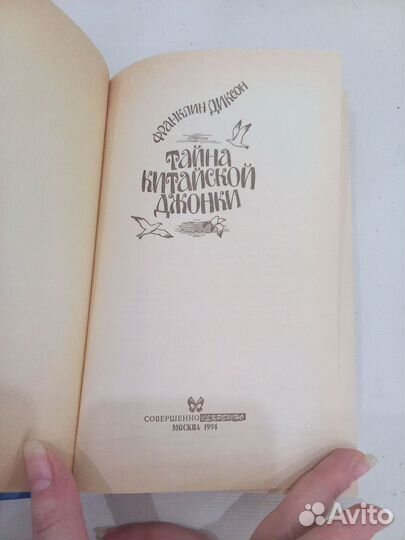 ФРАНКЛИН ДИКСОН
ТАЙНА
КИТАЙСКОЙ
ДЖОНКИ
СОВЕРШЕННО СЕКРЕТНО
МОСКВА 1994
Avito